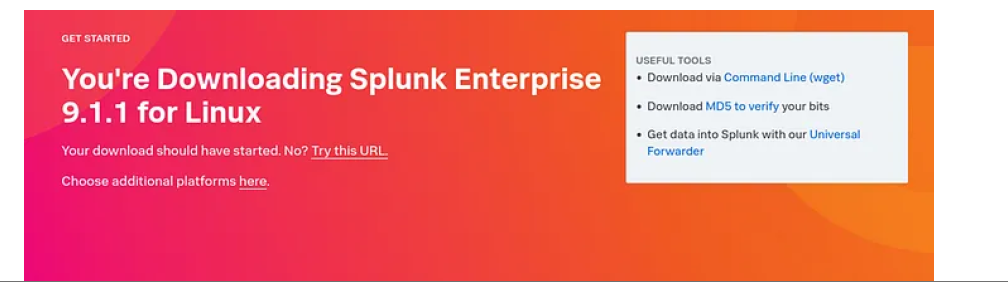 GET STARTED
You're Downloading Splunk Enterprise
9.1.1 for Linux
Your download should have started. No? Try this URL.
Choose additional platforms here.
USEFUL TOOLS
• Download via Command Line (wget)
• Download MD5 to verify your bits
• Get data into Splunk with our Universal
Forwarder